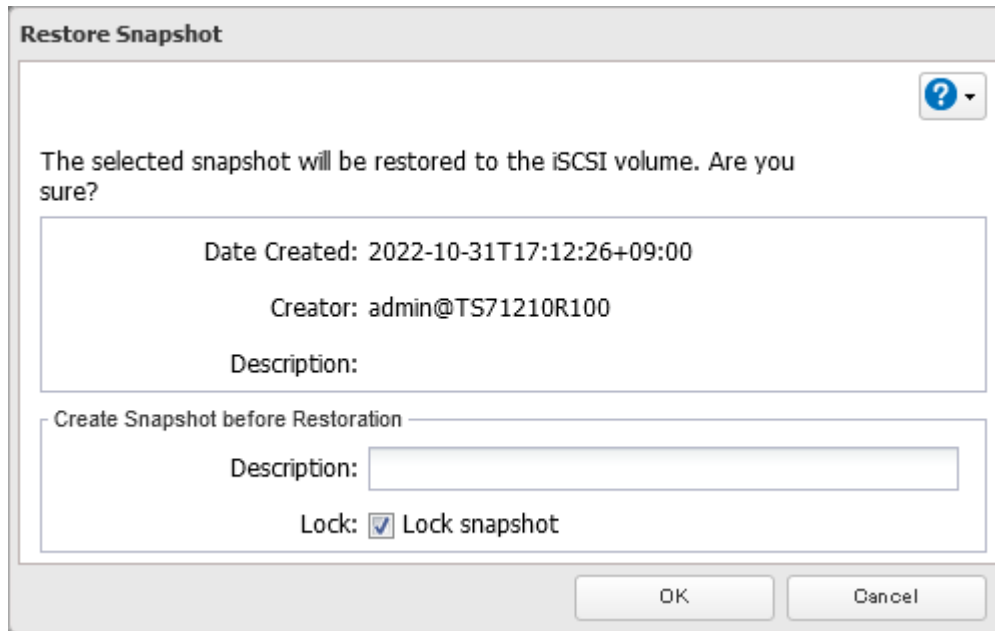 Restore Snapshot
?
The selected snapshot will be restored to the iSCSI volume. Are you
sure?
Date Created: 2022-10-31T17:12:26+09:00
Creator: admin@TS71210R100
Description:
Create Snapshot before Restoration
Description:
Lock: Lock snapshot
OK Cancel